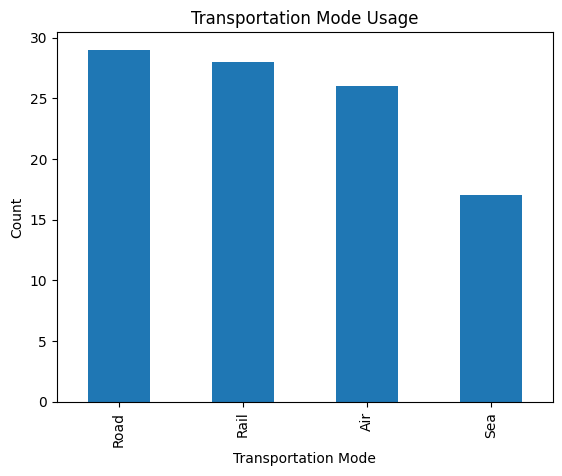 Transportation Mode Usage
30
25
20
15
10
5
0
Count
Road
Rail
Air
Sea
Transportation Mode